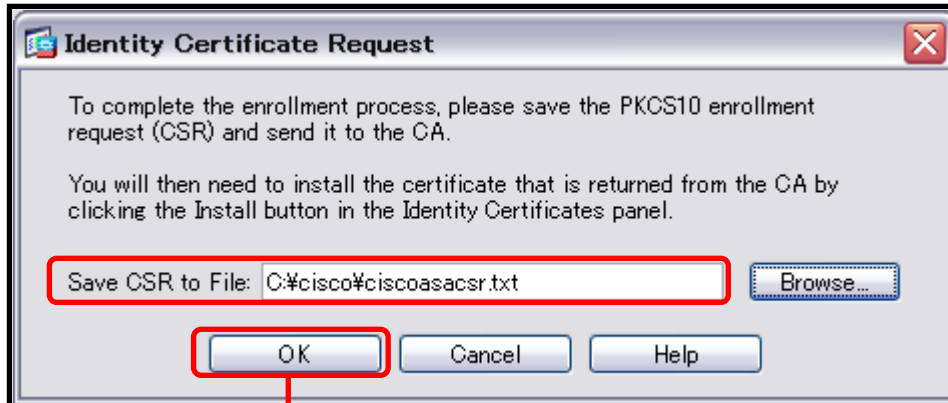 Identity Certificate Request
To complete the enrollment process, please save the PKCS10 enrollment
request (CSR) and send it to the CA.
You will then need to install the certificate that is returned from the CA by
clicking the Install button in the Identity Certificates panel.
Save CSR to File: C:¥cisco¥ciscoasacsr.txt Browse...
OK Cancel Help